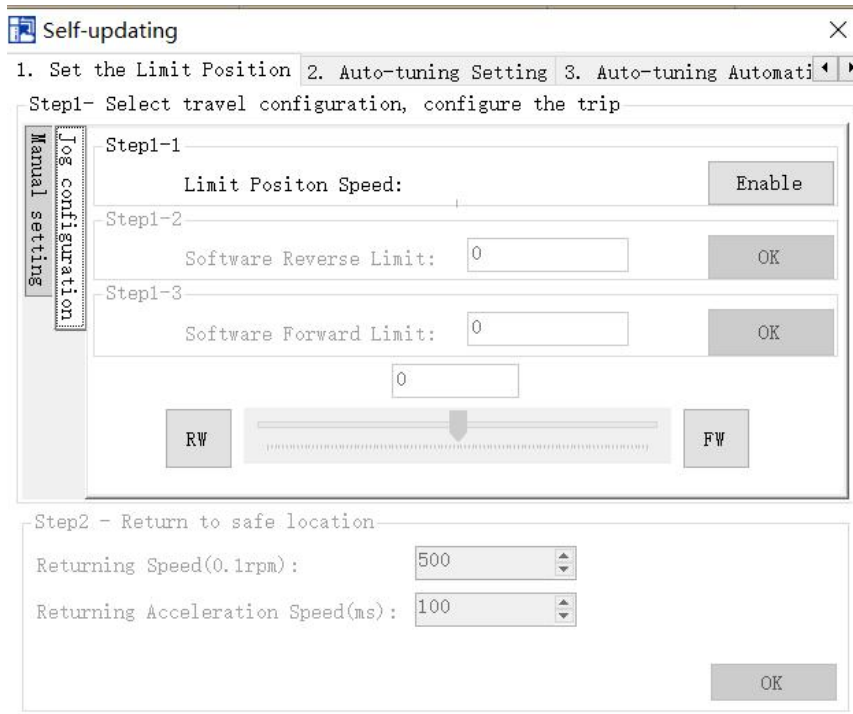 Self-updating
1. Set the Limit Position 2. Auto-tuning Setting 3. Auto-tuning Automati
Step1- Select travel configuration, configure the trip
Manual setting
Jog configuration
Step1-1
Limit Positon Speed: Enable
Step1-2
Software Reverse Limit: 0 OK
Step1-3
Software Forward Limit: 0 OK
0
RW FW
Step2 - Return to safe location
Returning Speed(0.1rpm): 500
Returning Acceleration Speed(ms): 100
OK